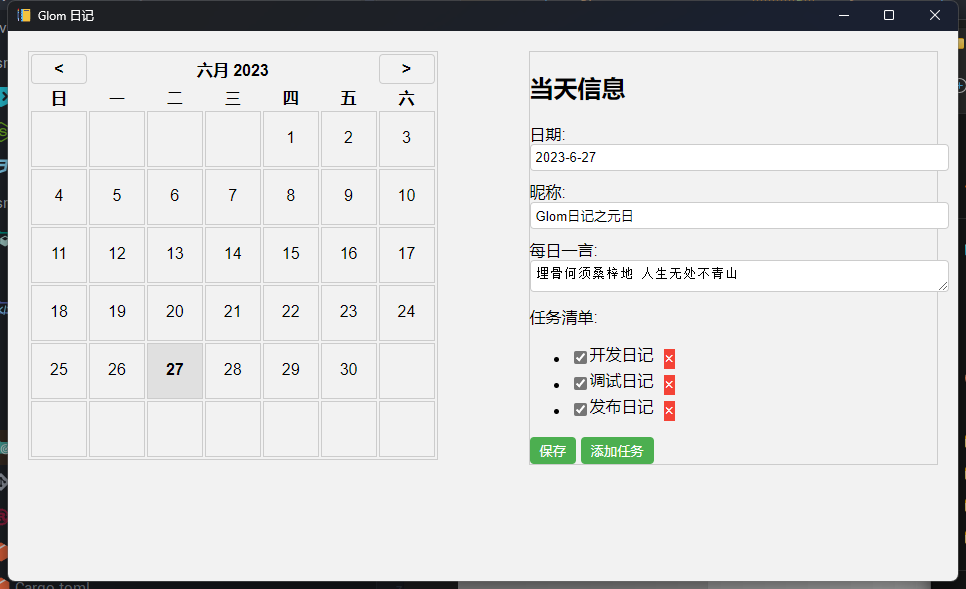 Glom 日记
< 六月 2023 >
日 一 二 三 四 五 六
1 2 3
4 5 6 7 8 9 10
11 12 13 14 15 16 17
18 19 20 21 22 23 24
25 26 27 28 29 30
当天信息
日期:
2023-6-27
昵称:
Glom日记之元日
每日一言:
埋骨何须桑梓地 人生无处不青山
任务清单:
开发日记 ×
调试日记 ×
发布日记 ×
保存 添加任务
Cargo.toml